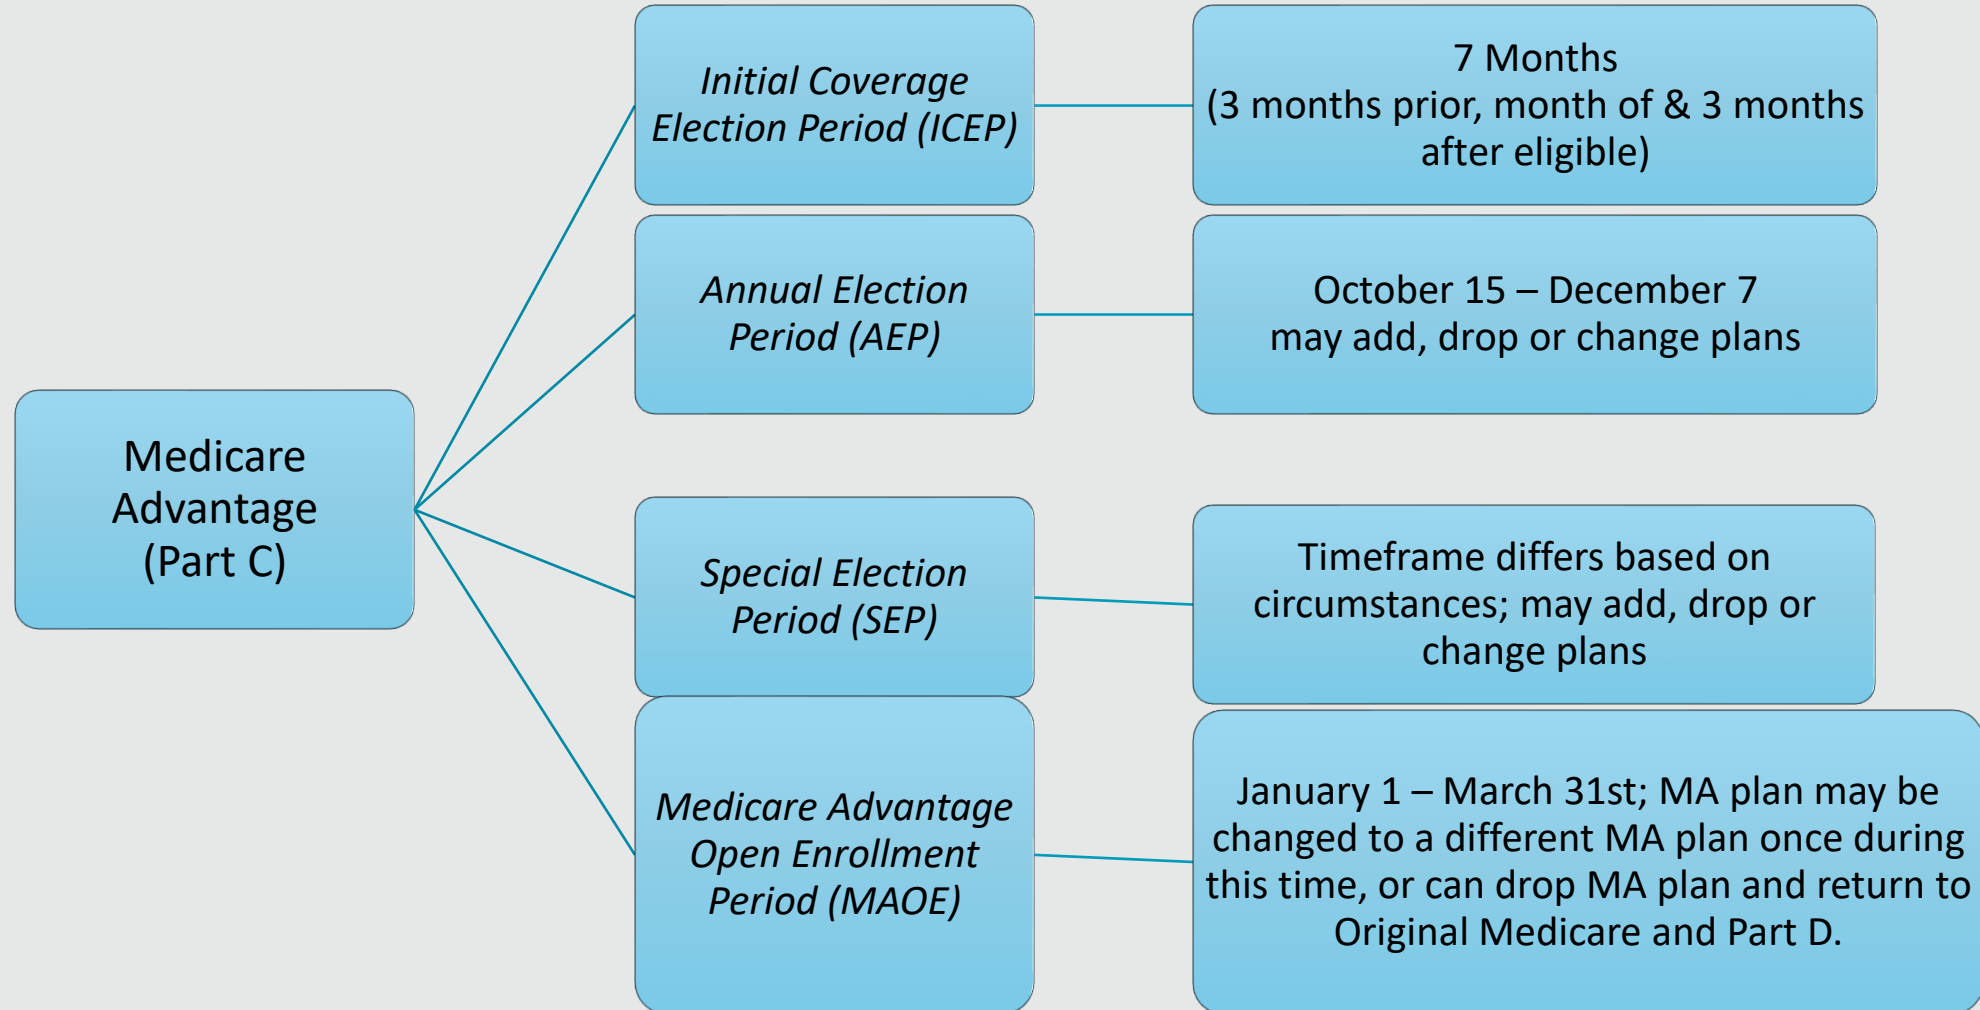 Medicare
Advantage
(Part C)
Initial Coverage
Election Period (ICEP)
7 Months
(3 months prior, month of & 3 months
after eligible)
Annual Election
Period (AEP)
October 15 – December 7
may add, drop or change plans
Special Election
Period (SEP)
Timeframe differs based on
circumstances; may add, drop or
change plans
Medicare Advantage
Open Enrollment
Period (MAOE)
January 1 – March 31st; MA plan may be
changed to a different MA plan once during
this time, or can drop MA plan and return to
Original Medicare and Part D.